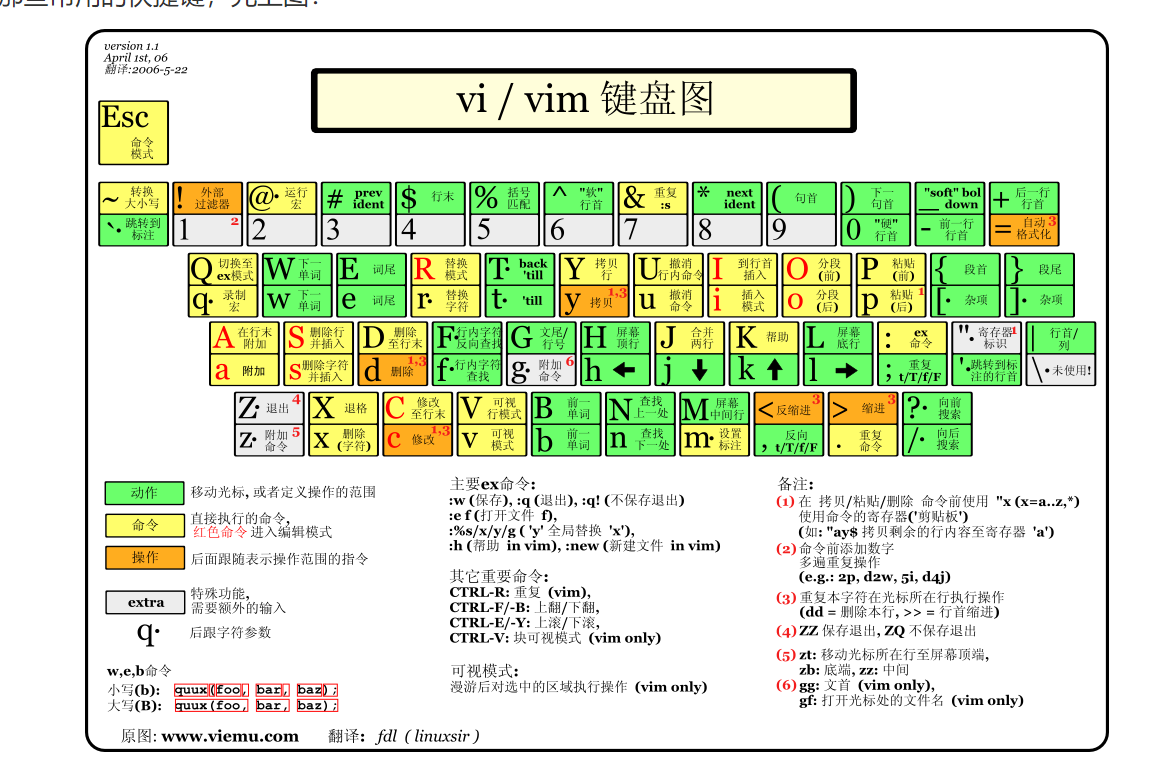 那些常用的快捷键，先上图：
version 1.1
April 1st, 06
翻译:2006-5-22
vi / vim 键盘图
Esc 命令模式
~ 转换大小写
! 外部过滤器
@· 运行宏
# prev ident
$ 行末
% 括号匹配
^ "软"行首
& 重复 :s
* next ident
( 句首
) 下一句首
"soft" bol down
_
+ 后一行行首
`· 跳转到标注
1 2
2
3
4
5
6
7
8
9
0 "硬"行首
- 前一行行首
= 自动格式化 3
Q 切换至ex模式
W 下一单词
E 词尾
R 替换模式
T· back 'till
Y 拷贝行
U 撤消行内命令
I 到行首插入
O 分段(前)
P 粘贴(前)
{ 段首
} 段尾
q· 录制宏
w 下一单词
e 词尾
r· 替换字符
t· 'till
y 拷贝 1,3
u 撤消命令
i 插入模式
o 分段(后)
p 粘贴(后) 1
[· 杂项
]· 杂项
A 在行末附加
S 删除行并插入
D 删除至行末
F· 行内字符反向查找
G 文尾/行号
H 屏幕顶行
J 合并两行
K 帮助
L 屏幕底行
: ex 命令
"· 寄存器标识 1
| 行首/列
a 附加
s 删除字符并插入
d 删除 1,3
f· 行内字符查找
g· 附加命令 6
h ←
j ↓
k ↑
l →
; 重复 t/T/f/F
'· 跳转到标注的行首
\· 未使用!
Z· 退出 4
X 退格
C 修改至行末
V 可视行模式
B 前一单词
N 查找上一处
M 屏幕中间行
< 反缩进 3
> 缩进 3
?· 向前搜索
z· 附加命令 5
x 删除(字符)
c 修改 1,3
v 可视模式
b 前一单词
n 查找下一处
m· 设置标注
, 反向 t/T/f/F
. 重复命令
/· 向后搜索
动作 移动光标, 或者定义操作的范围
命令 直接执行的命令,
红色命令 进入编辑模式
操作 后面跟随表示操作范围的指令
extra 特殊功能,
需要额外的输入
q· 后跟字符参数
w,e,b命令
小写(b): quux(foo, bar, baz);
大写(B): quux(foo, bar, baz);
原图: www.viemu.com 翻译: fdl ( linuxsir )
主要ex命令:
:w (保存), :q (退出), :q! (不保存退出)
:e f (打开文件 f),
:%s/x/y/g ( 'y' 全局替换 'x'),
:h (帮助 in vim), :new (新建文件 in vim)
其它重要命令:
CTRL-R: 重复 (vim),
CTRL-F/-B: 上翻/下翻,
CTRL-E/-Y: 上滚/下滚,
CTRL-V: 块可视模式 (vim only)
可视模式:
漫游后对选中的区域执行操作 (vim only)
备注:
(1) 在 拷贝/粘贴/删除 命令前使用 "x (x=a..z,*)
使用命令的寄存器('剪贴板')
(如: "ay$ 拷贝剩余的行内容至寄存器 'a')
(2) 命令前添加数字
多遍重复操作
(e.g.: 2p, d2w, 5i, d4j)
(3) 重复本字符在光标所在行执行操作
(dd = 删除本行, >> = 行首缩进)
(4) ZZ 保存退出, ZQ 不保存退出
(5) zt: 移动光标所在行至屏幕顶端,
zb: 底端, zz: 中间
(6) gg: 文首 (vim only),
gf: 打开光标处的文件名 (vim only)